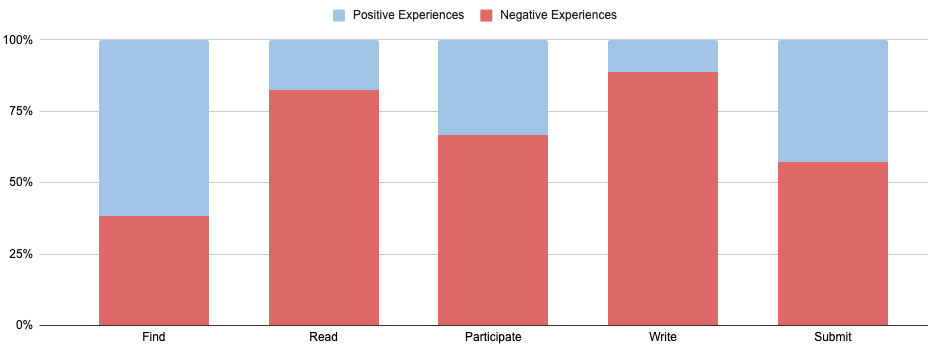 Positive Experiences Negative Experiences
100%
75%
50%
25%
0%
Find Read Participate Write Submit